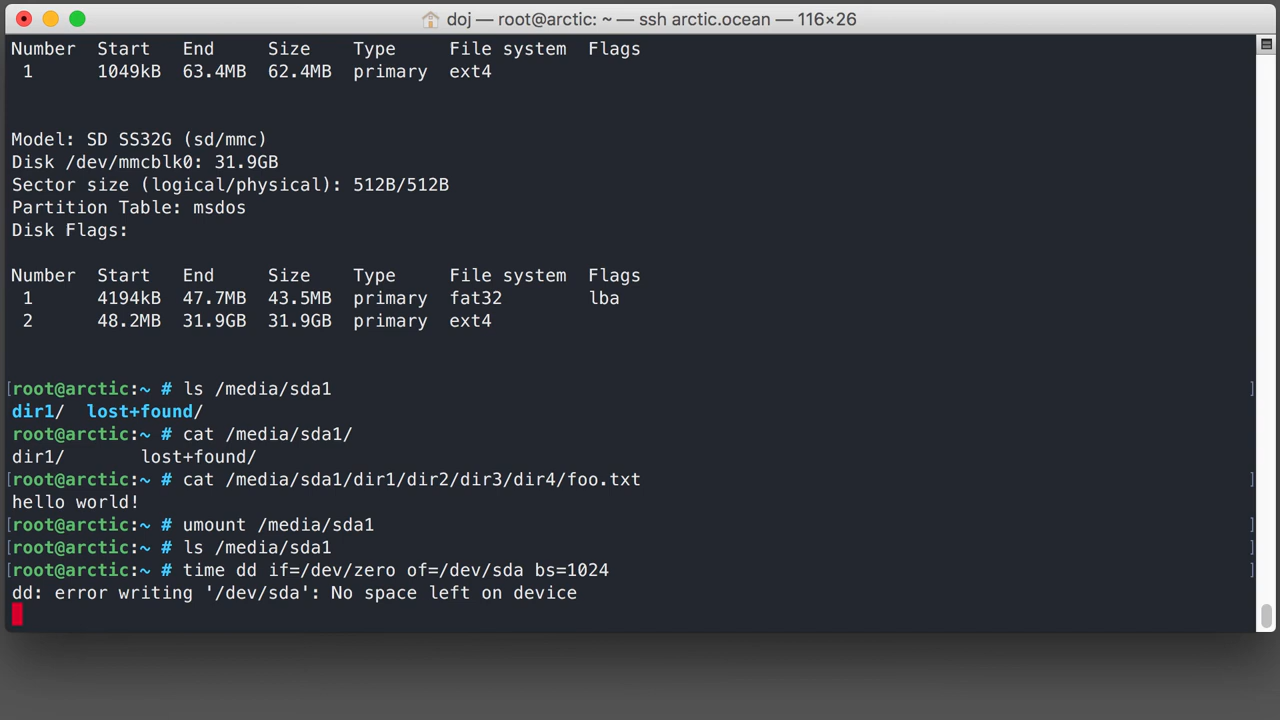 doj — root@arctic: ~ — ssh arctic.ocean — 116×26
Number  Start   End     Size    Type     File system  Flags
 1      1049kB  63.4MB  62.4MB  primary  ext4
Model: SD SS32G (sd/mmc)
Disk /dev/mmcblk0: 31.9GB
Sector size (logical/physical): 512B/512B
Partition Table: msdos
Disk Flags:
Number  Start   End     Size    Type     File system  Flags
 1      4194kB  47.7MB  43.5MB  primary  fat32        lba
 2      48.2MB  31.9GB  31.9GB  primary  ext4
[root@arctic:~ # ls /media/sda1 ]
dir1/  lost+found/
root@arctic:~ # cat /media/sda1/
dir1/       lost+found/
[root@arctic:~ # cat /media/sda1/dir1/dir2/dir3/dir4/foo.txt ]
hello world!
[root@arctic:~ # umount /media/sda1 ]
[root@arctic:~ # ls /media/sda1 ]
[root@arctic:~ # time dd if=/dev/zero of=/dev/sda bs=1024 ]
dd: error writing '/dev/sda': No space left on device